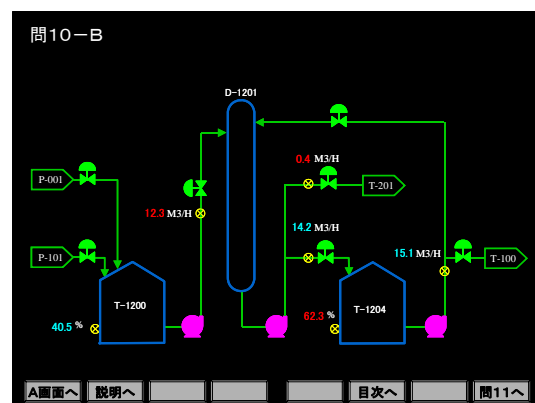 問10－B
D-1201
0.4 M3/H
P-001
T-201
12.3 M3/H
14.2 M3/H
15.1 M3/H
P-101
T-100
T-1200
T-1204
62.3 %
40.5 %
A画面へ 説明へ 目次へ 問11へ